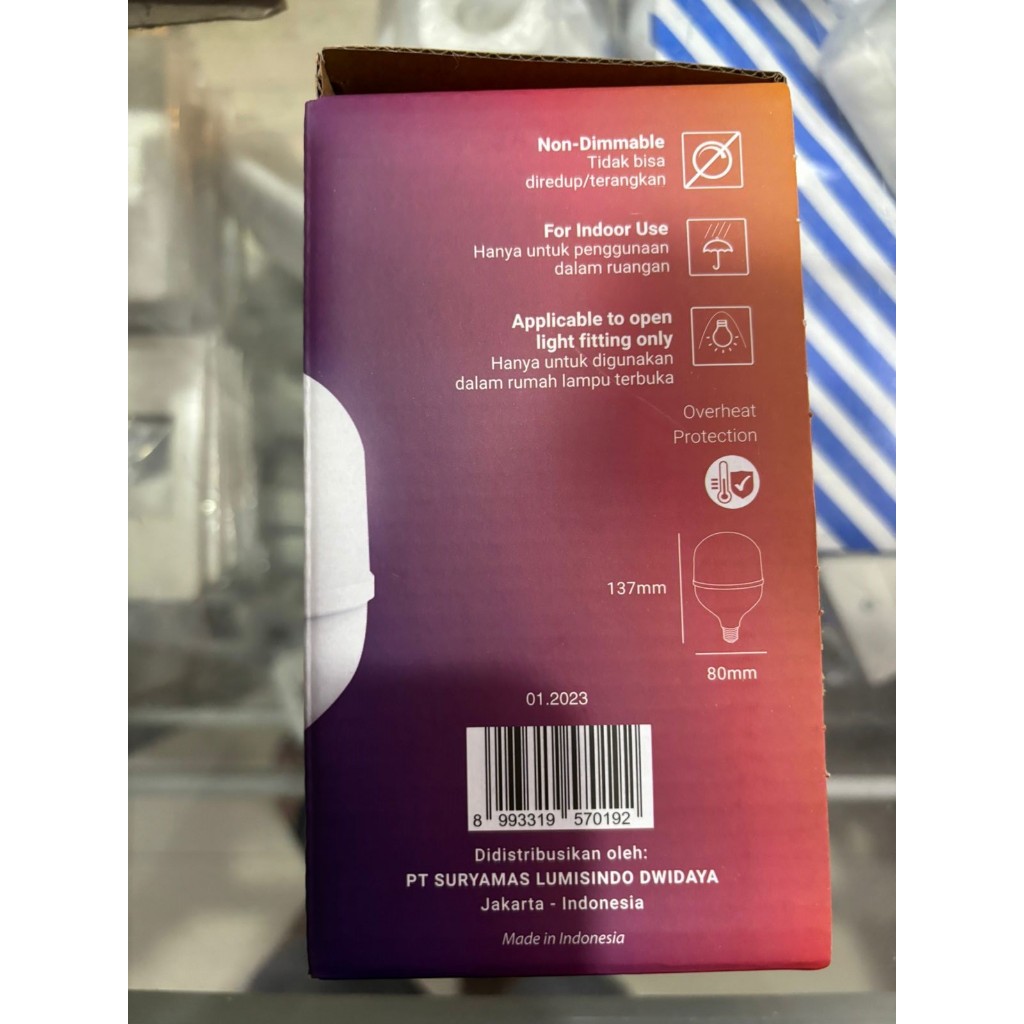 Non-Dimmable
Tidak bisa
diredup/terangkan
For Indoor Use
Hanya untuk penggunaan
dalam ruangan
Applicable to open
light fitting only
Hanya untuk digunakan
dalam rumah lampu terbuka
Overheat
Protection
137mm
80mm
01.2023
8 993319 570192
Didistribusikan oleh:
PT SURYAMAS LUMISINDO DWIDAYA
Jakarta - Indonesia
Made in Indonesia